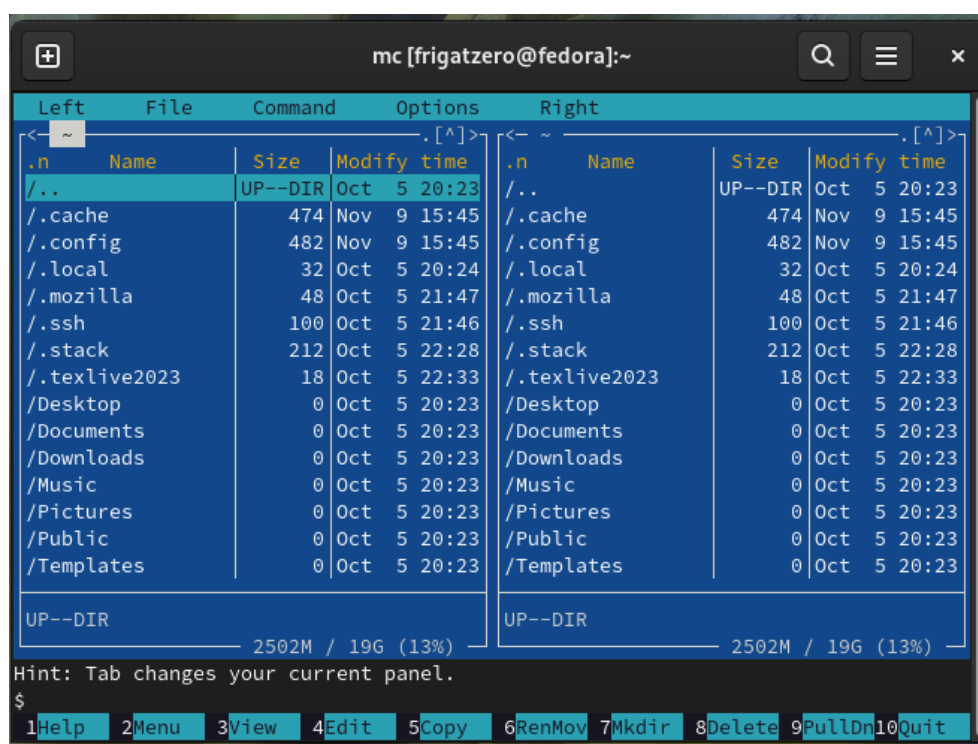 mc [frigatzero@fedora]:~
Left File Command Options Right
<─ ~ ─.[^]>┐┌<─ ~ ─.[^]>
.n Name │ Size │Modify time .n Name │ Size │Modify time
/.. │UP--DIR│Oct 5 20:23 /.. │UP--DIR│Oct 5 20:23
/.cache │ 474│Nov 9 15:45 /.cache │ 474│Nov 9 15:45
/.config │ 482│Nov 9 15:45 /.config │ 482│Nov 9 15:45
/.local │ 32│Oct 5 20:24 /.local │ 32│Oct 5 20:24
/.mozilla │ 48│Oct 5 21:47 /.mozilla │ 48│Oct 5 21:47
/.ssh │ 100│Oct 5 21:46 /.ssh │ 100│Oct 5 21:46
/.stack │ 212│Oct 5 22:28 /.stack │ 212│Oct 5 22:28
/.texlive2023 │ 18│Oct 5 22:33 /.texlive2023 │ 18│Oct 5 22:33
/Desktop │ 0│Oct 5 20:23 /Desktop │ 0│Oct 5 20:23
/Documents │ 0│Oct 5 20:23 /Documents │ 0│Oct 5 20:23
/Downloads │ 0│Oct 5 20:23 /Downloads │ 0│Oct 5 20:23
/Music │ 0│Oct 5 20:23 /Music │ 0│Oct 5 20:23
/Pictures │ 0│Oct 5 20:23 /Pictures │ 0│Oct 5 20:23
/Public │ 0│Oct 5 20:23 /Public │ 0│Oct 5 20:23
/Templates │ 0│Oct 5 20:23 /Templates │ 0│Oct 5 20:23
UP--DIR UP--DIR
2502M / 19G (13%) 2502M / 19G (13%)
Hint: Tab changes your current panel.
$
1Help 2Menu 3View 4Edit 5Copy 6RenMov 7Mkdir 8Delete 9PullDn10Quit